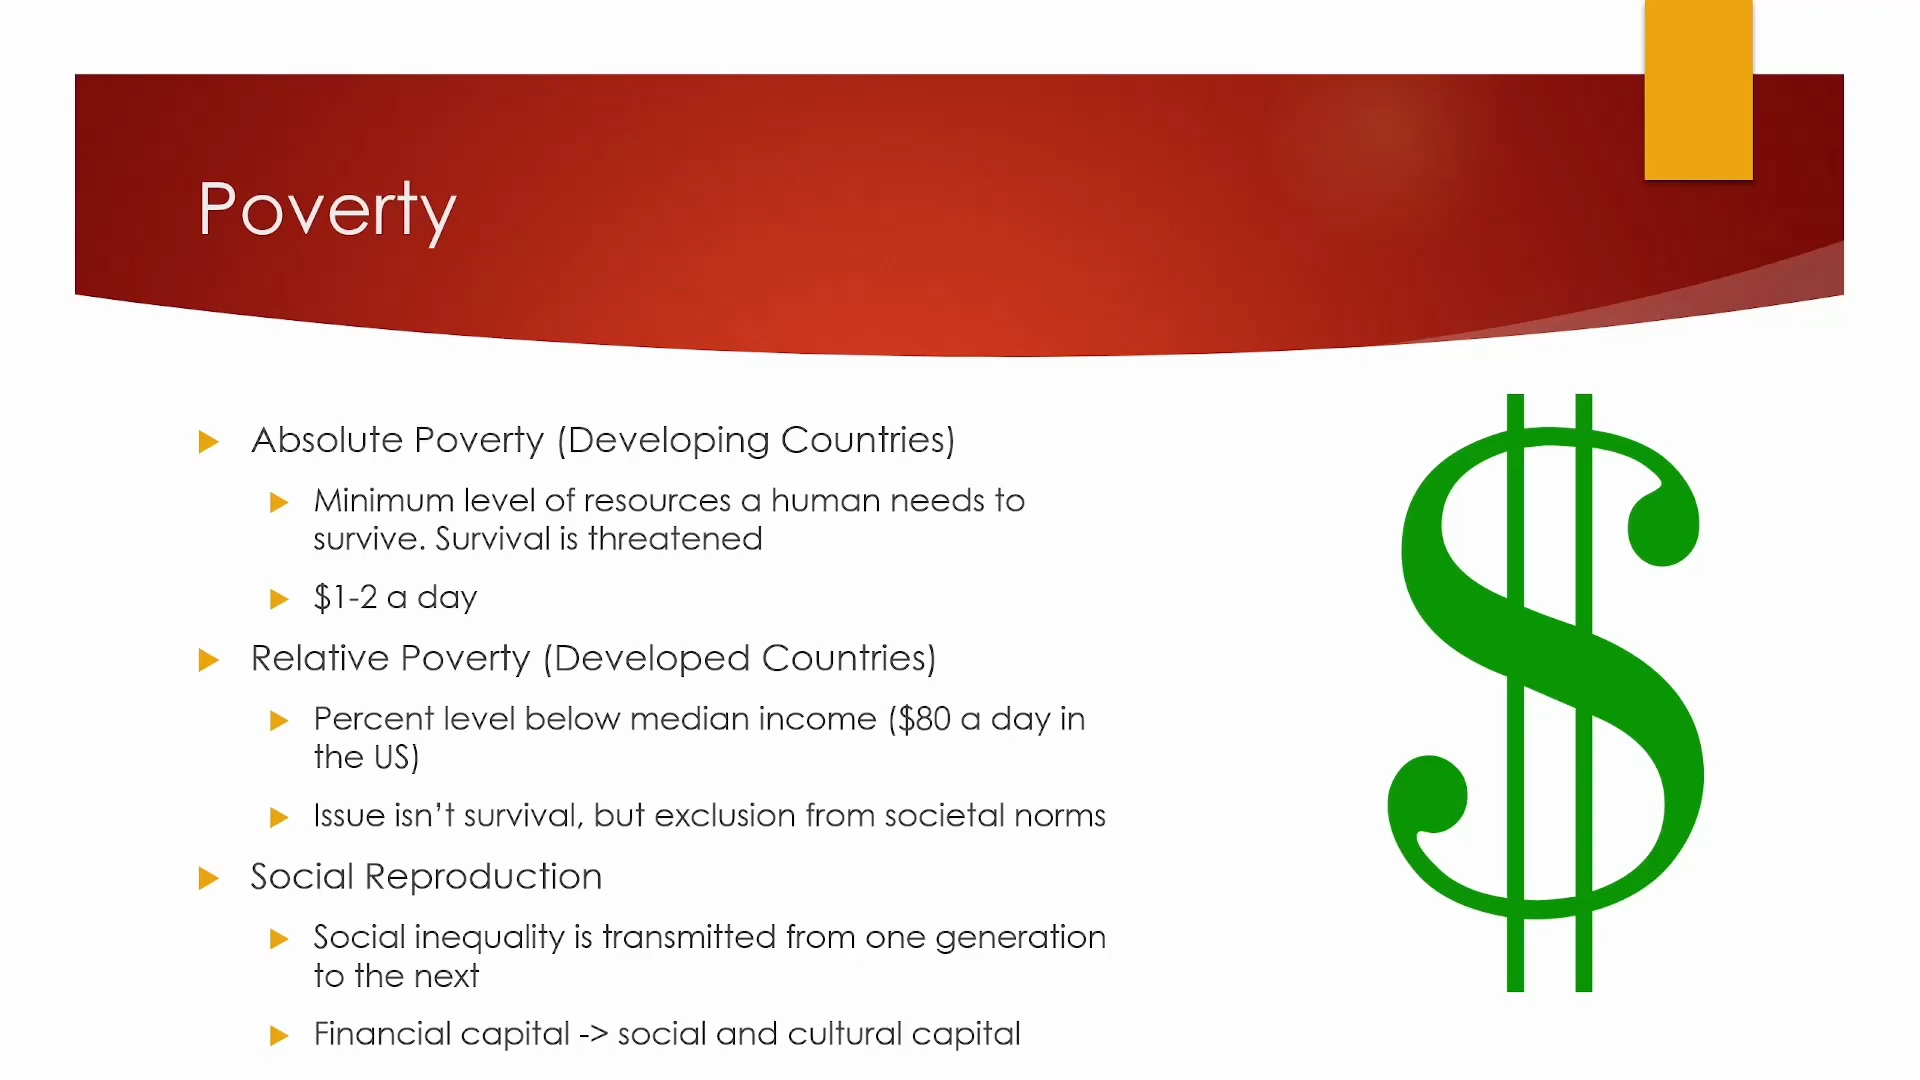 Poverty
Absolute Poverty (Developing Countries)
Minimum level of resources a human needs to
survive. Survival is threatened
$1-2 a day
Relative Poverty (Developed Countries)
Percent level below median income ($80 a day in
the US)
Issue isn’t survival, but exclusion from societal norms
Social Reproduction
Social inequality is transmitted from one generation
to the next
Financial capital -> social and cultural capital
$